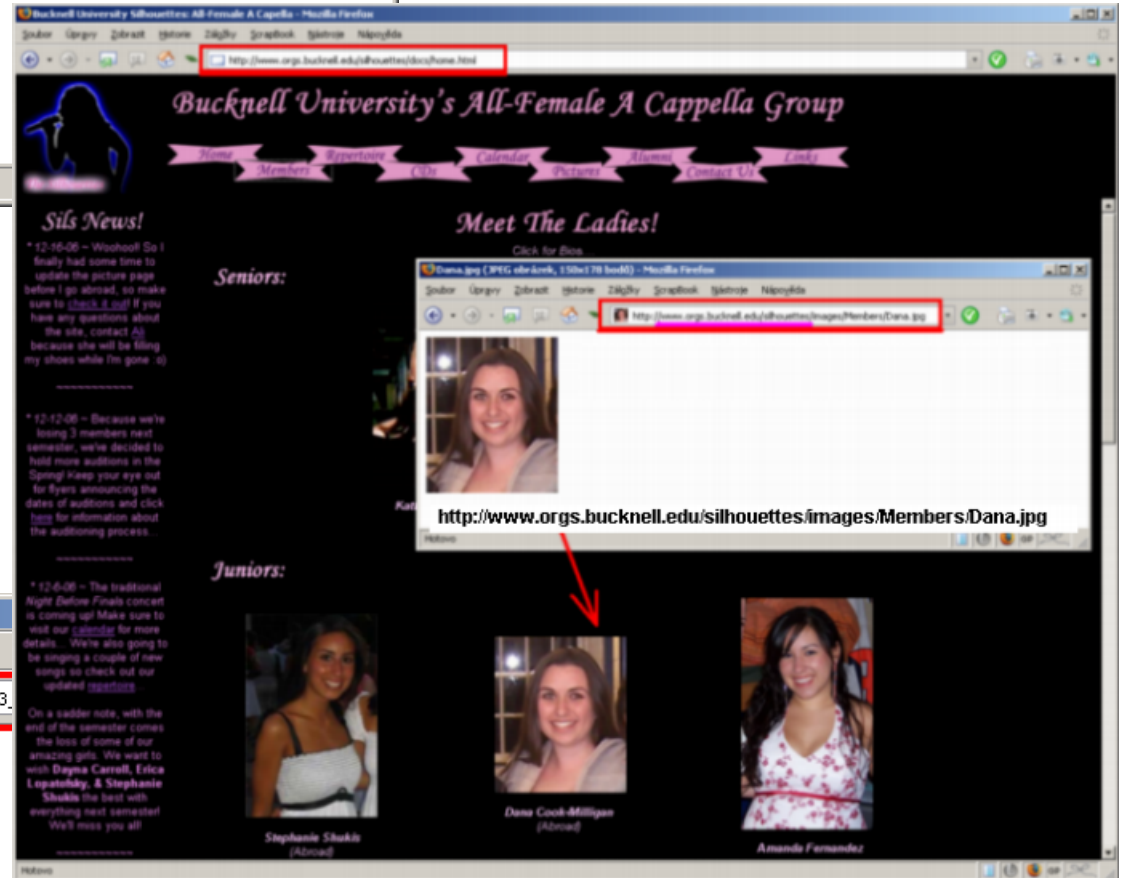 Bucknell University Silhouettes: All-Female A Capella - Mozilla Firefox
Soubor Úpravy Zobrazit Historie Záložky ScrapBook Nástroje Nápověda
http://www.orgs.bucknell.edu/silhouettes/docs/home.html
Bucknell University's All-Female A Cappella Group
Home Repertoire Calendar Alumni Links
Members CDs Pictures Contact Us
Sils News!
* 12-16-06 ~ Woohoo!! So I
finally had some time to
update the picture page
before I go abroad, so make
sure to check it out! If you
have any questions about
the site, contact Ali
because she will be filling
my shoes while I'm gone :o)
~~~~~~~~~~~
* 12-12-06 ~ Because we're
losing 3 members next
semester, we've decided to
hold more auditions in the
Spring! Keep your eye out
for flyers announcing the
dates of auditions and click
here for information about
the auditioning process...
~~~~~~~~~~~
* 12-6-06 ~ The traditional
Night Before Finals concert
is coming up! Make sure to
visit our calendar for more
details... We're also going to
be singing a couple of new
songs so check out our
updated repertoire...
On a sadder note, with the
end of the semester comes
the loss of some of our
amazing girls. We want to
wish Dayna Carroll, Erica
Lopatofsky, & Stephanie
Shukis the best with
everything next semester!
We'll miss you all!
~~~~~~~~~~~
Meet The Ladies!
Click for Bios...
Seniors:
Kat
Dana.jpg (JPEG obrázek, 150x178 bodů) - Mozilla Firefox
Soubor Úpravy Zobrazit Historie Záložky ScrapBook Nástroje Nápověda
http://www.orgs.bucknell.edu/silhouettes/images/Members/Dana.jpg
http://www.orgs.bucknell.edu/silhouettes/images/Members/Dana.jpg
Hotovo
Juniors:
Stephanie Shukis
(Abroad)
Dana Cook-Milligan
(Abroad)
Amanda Fernandez
3_
Hotovo